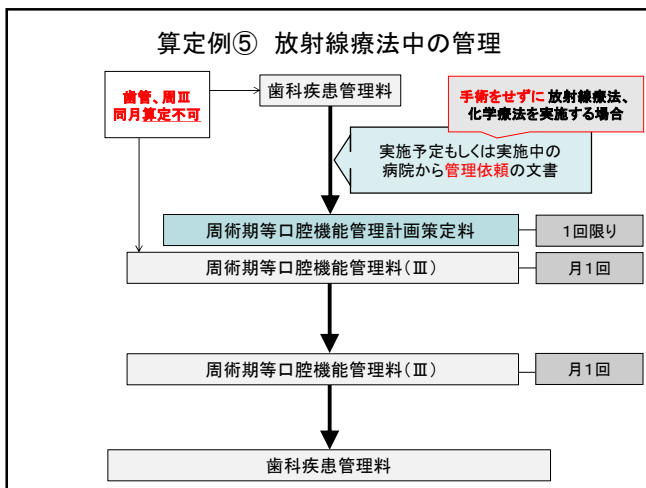 算定例⑤ 放射線療法中の管理
歯管、周Ⅲ
同月算定不可
歯科疾患管理料
手術をせずに 放射線療法、
化学療法を実施する場合
実施予定もしくは実施中の
病院から管理依頼の文書
周術期等口腔機能管理計画策定料
1回限り
周術期等口腔機能管理料(Ⅲ)
月1回
周術期等口腔機能管理料(Ⅲ)
月1回
歯科疾患管理料